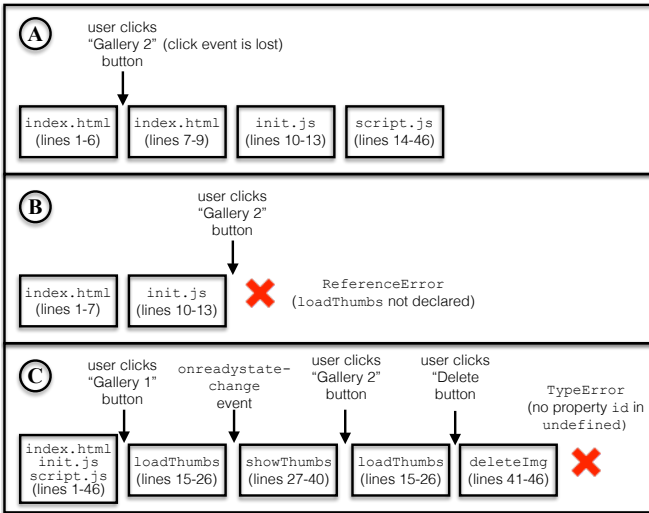 A
user clicks
“Gallery 2” (click event is lost)
button
index.html
(lines 1-6)
index.html
(lines 7-9)
init.js
(lines 10-13)
script.js
(lines 14-46)
B
user clicks
“Gallery 2”
button
index.html
(lines 1-7)
init.js
(lines 10-13)
ReferenceError
(loadThumbs not declared)
C
user clicks
“Gallery 1”
button
onreadystate-
change
event
user clicks
“Gallery 2”
button
user clicks
“Delete
button
TypeError
(no property id in
undefined)
index.html
init.js
script.js
(lines 1-46)
loadThumbs
(lines 15-26)
showThumbs
(lines 27-40)
loadThumbs
(lines 15-26)
deleteImg
(lines 41-46)